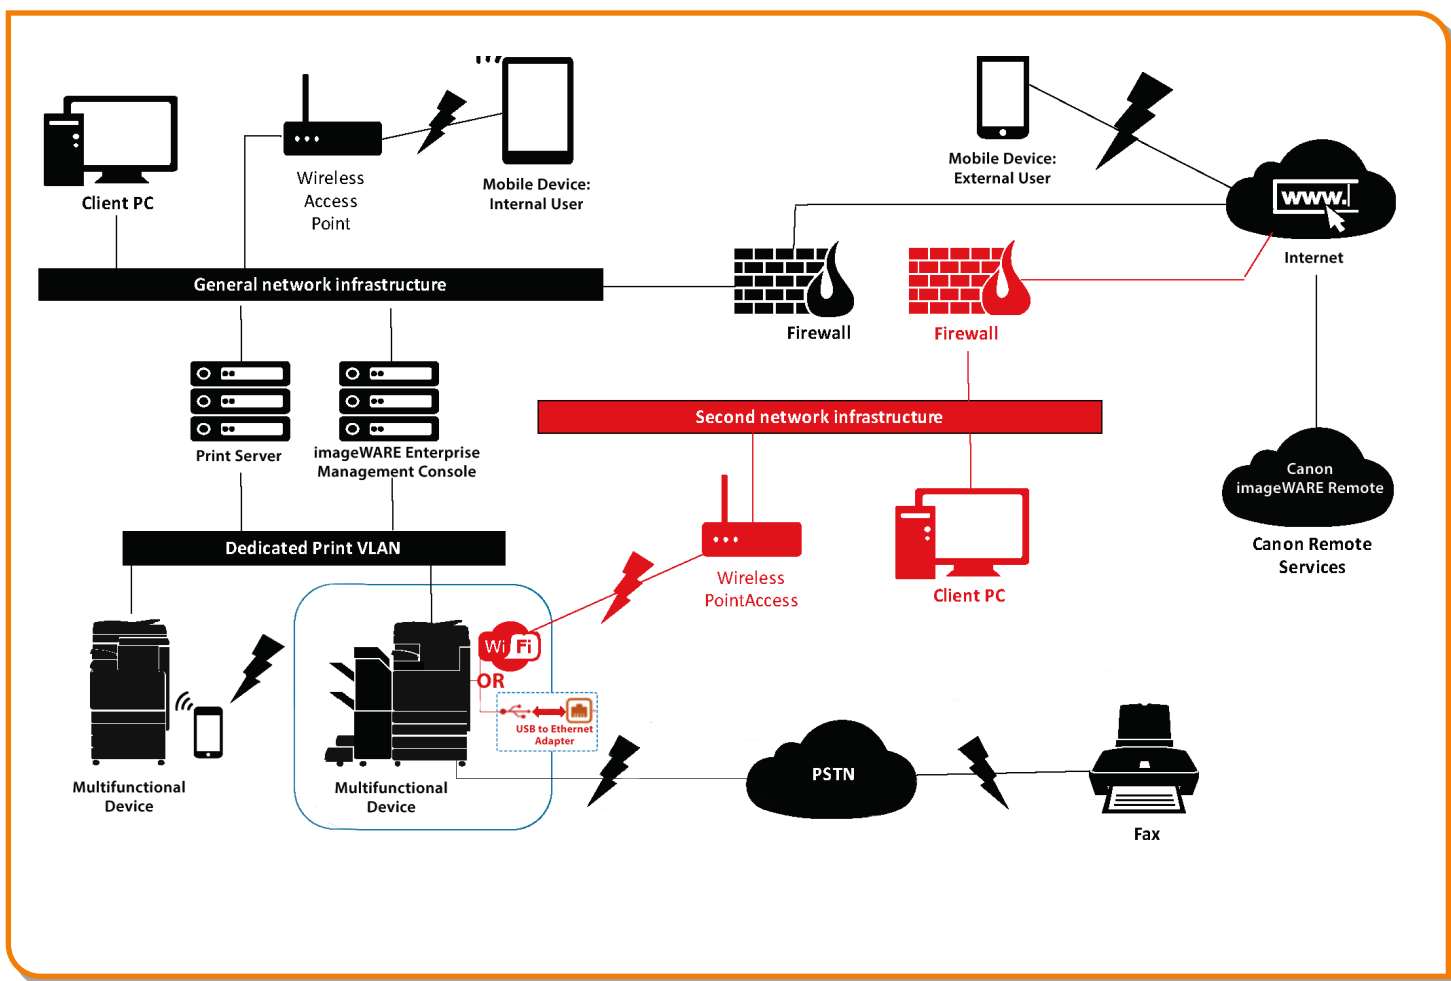 Client PC
Wireless
Access
Point
Mobile Device:
Internal User
Mobile Device:
External User
www.
Internet
General network infrastructure
Firewall
Firewall
Second network infrastructure
Print Server
imageWARE Enterprise
Management Console
Canon
imageWARE Remote
Canon Remote
Services
Dedicated Print VLAN
Wireless
PointAccess
Client PC
Wi Fi
OR
USB to Ethernet
Adapter
Multifunctional
Device
Multifunctional
Device
PSTN
Fax